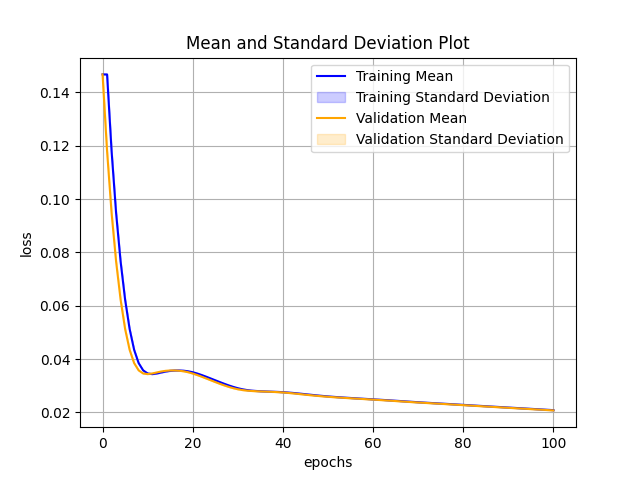 Mean and Standard Deviation Plot
Training Mean
Training Standard Deviation
Validation Mean
Validation Standard Deviation
0.14
0.12
0.10
0.08
0.06
0.04
0.02
loss
0 20 40 60 80 100
epochs